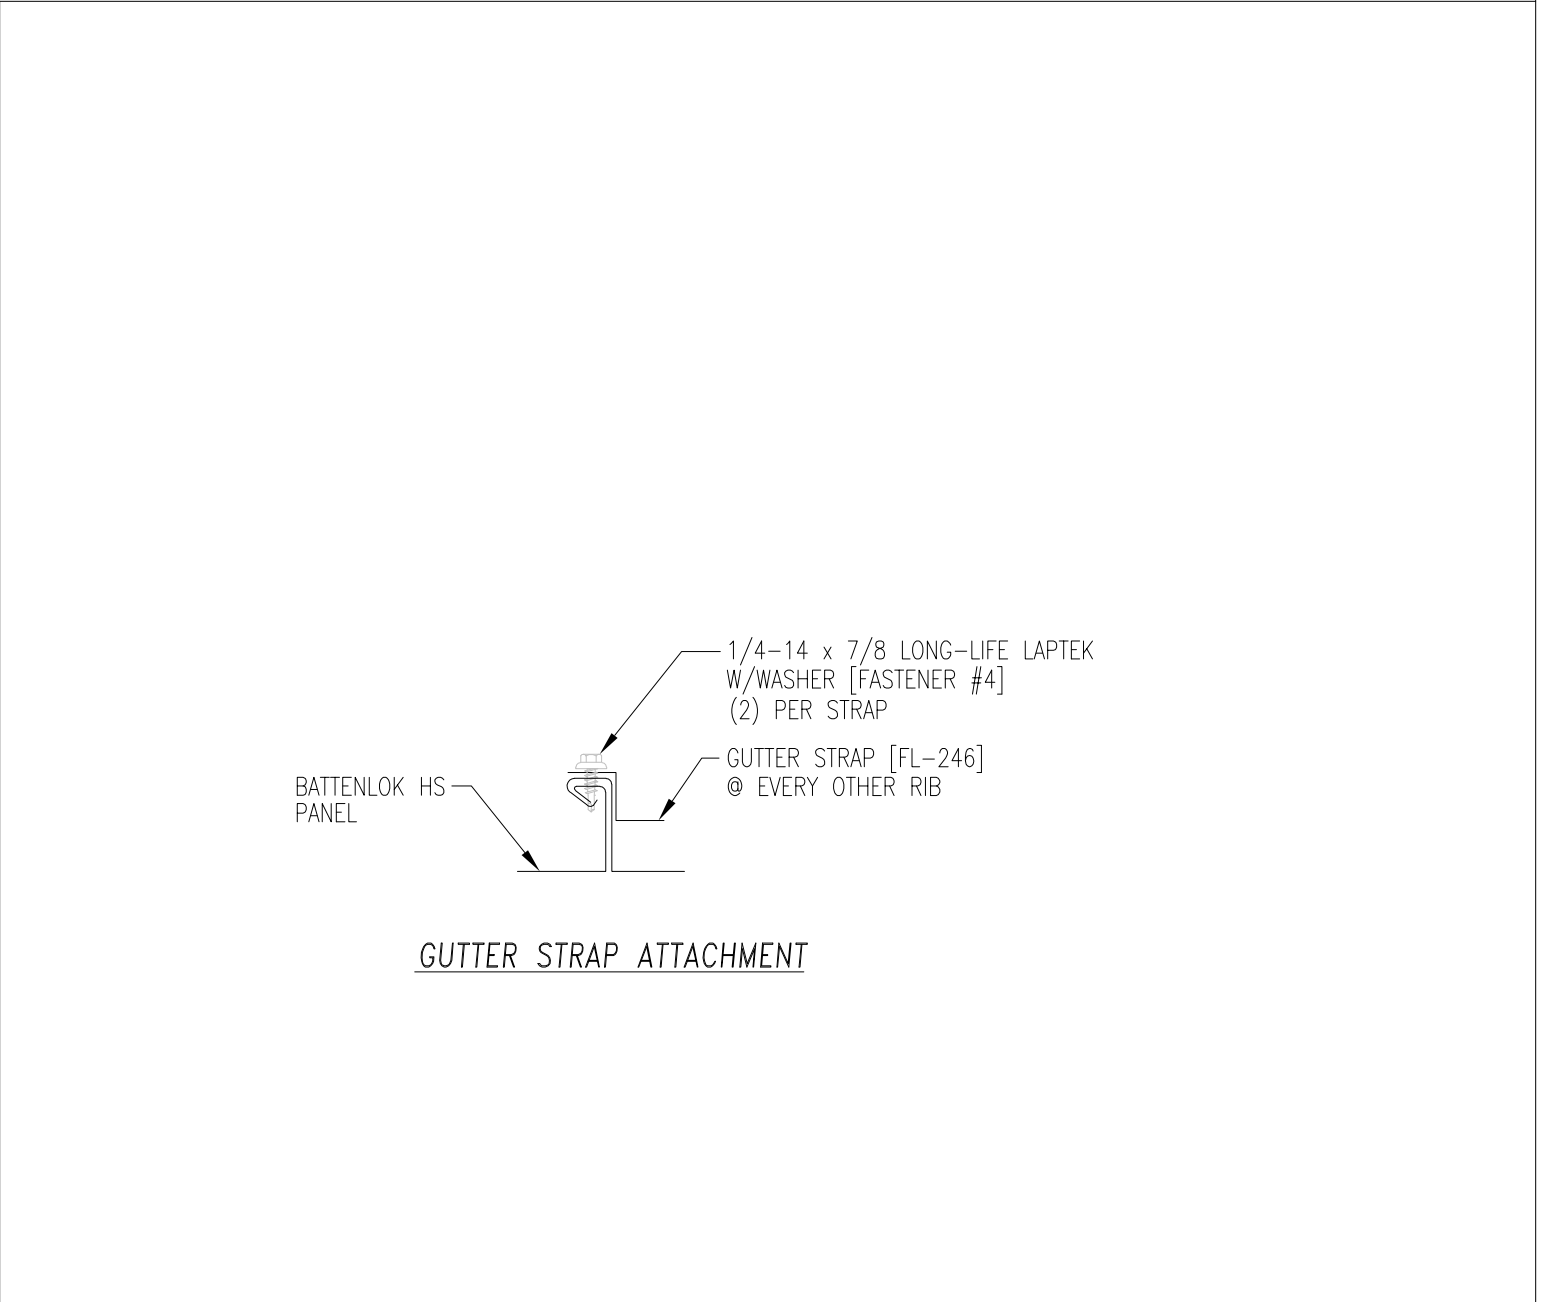 1/4-14 x 7/8 LONG-LIFE LAPTEK
W/WASHER [FASTENER #4]
(2) PER STRAP
GUTTER STRAP [FL-246]
@ EVERY OTHER RIB
BATTENLOK HS
PANEL
GUTTER STRAP ATTACHMENT